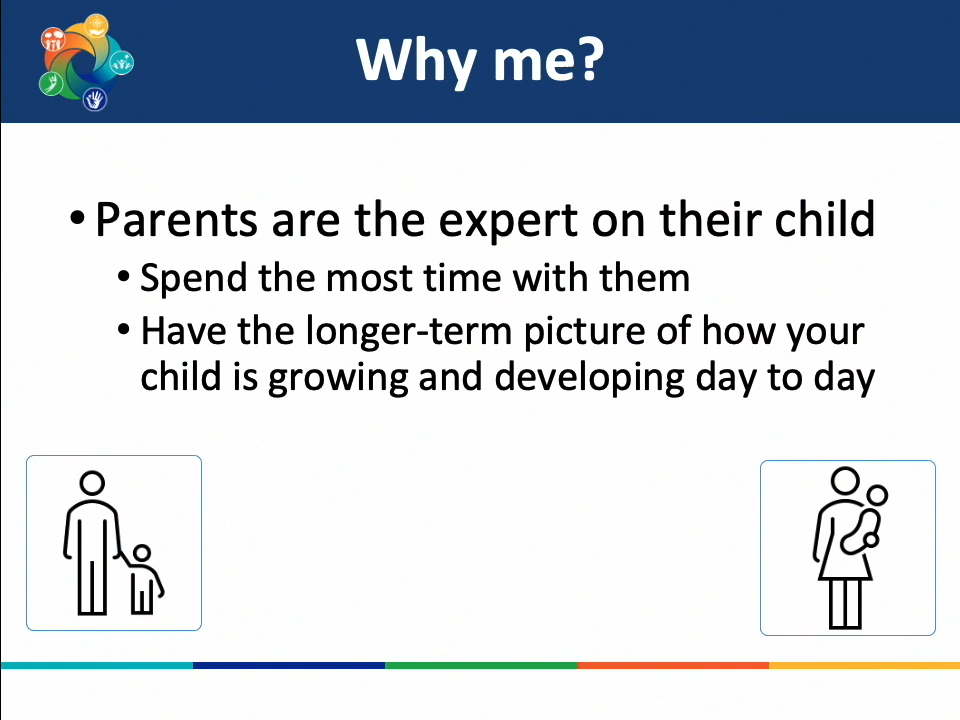 Why me?
• Parents are the expert on their child
• Spend the most time with them
• Have the longer-term picture of how your
child is growing and developing day to day